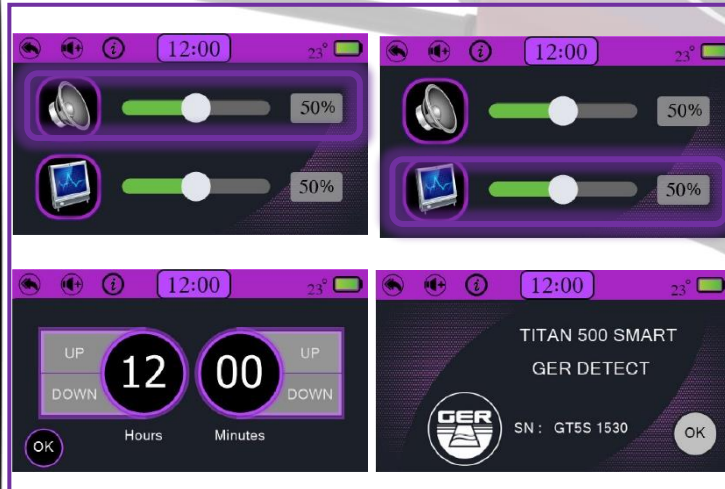 12:00 23°
50%
50%
12:00 23°
50%
50%
12:00 23°
UP 12 00 UP
DOWN DOWN
Hours Minutes
OK
12:00 23°
TITAN 500 SMART
GER DETECT
GER SN : GT5S 1530 OK